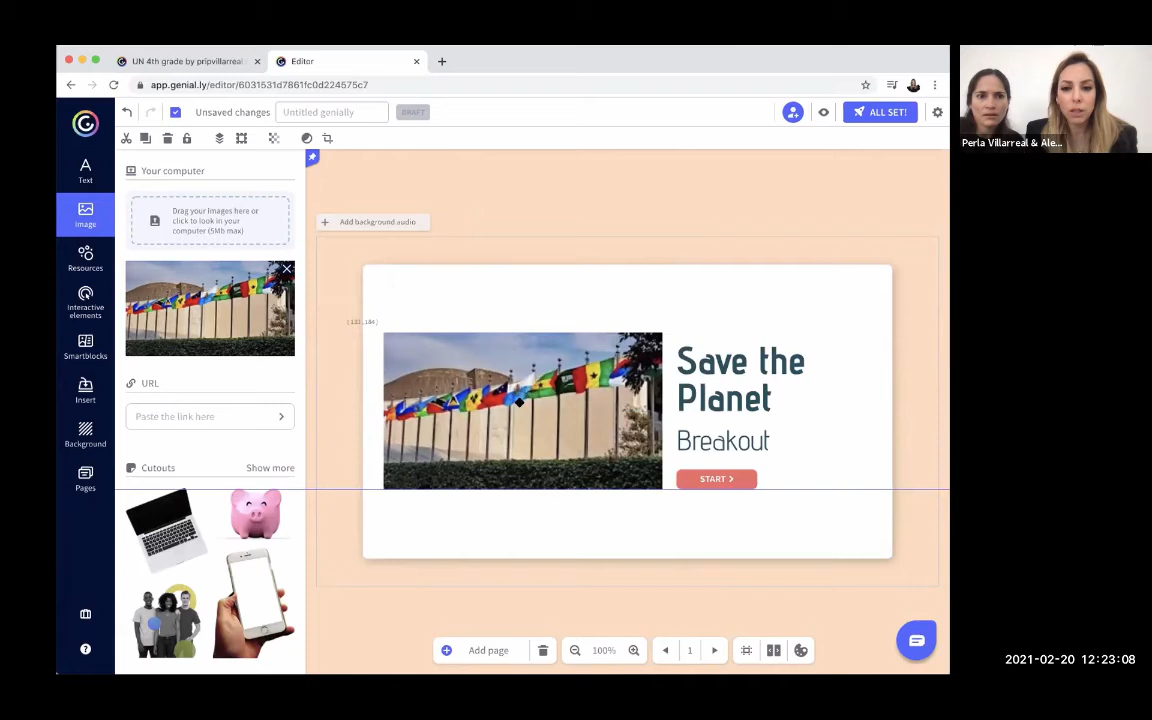 UN 4th grade by pripvillarreal
Editor
app.genial.ly/editor/6031531d7861fc0d224575c7
Unsaved changes
Untitled genially
DRAFT
ALL SET!
Perla Villarreal & Ale...
Text
Image
Resources
Interactive
elements
Smartblocks
Insert
Background
Pages
Your computer
Drag your images here or
click to look in your
computer (5Mb max)
URL
Paste the link here
Cutouts
Show more
Add background audio
Save the
Planet
Breakout
START
Add page
100%
1
2021-02-20 12:23:08